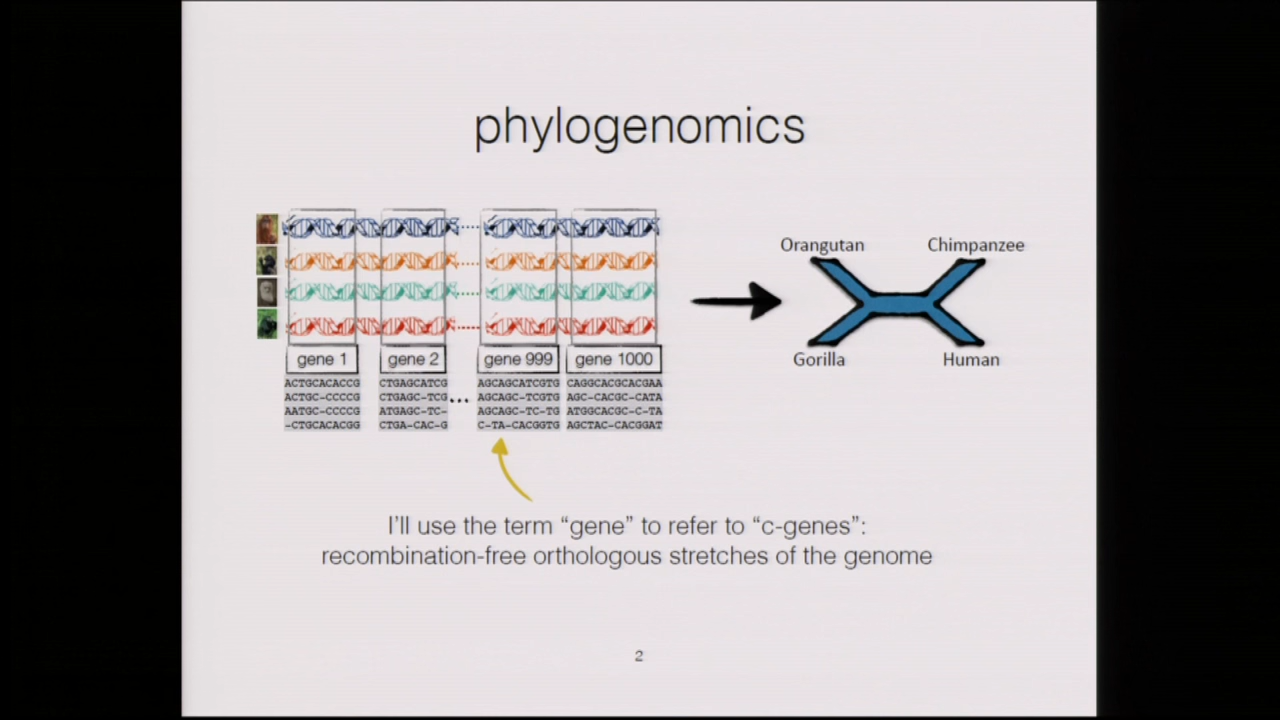 phylogenomics
Orangutan
Chimpanzee
Gorilla
Human
gene 1
gene 2
gene 999
gene 1000
ACTGCACACCG
ACTGC-CCCCG
AATGC-CCCCG
-CTGCACACGG
CTGAGCATCG
CTGAGC-TCG
ATGAGC-TC-
CTGA-CAC-G
...
AGCAGCATCGTG
AGCAGC-TCGTG
AGCAGC-TC-TG
C-TA-CACGGTG
CAGGCACGCACGAA
AGC-CACGC-CATA
ATGGCACGC-C-TA
AGCTAC-CACGGAT
I'll use the term “gene” to refer to “c-genes”:
recombination-free orthologous stretches of the genome
2